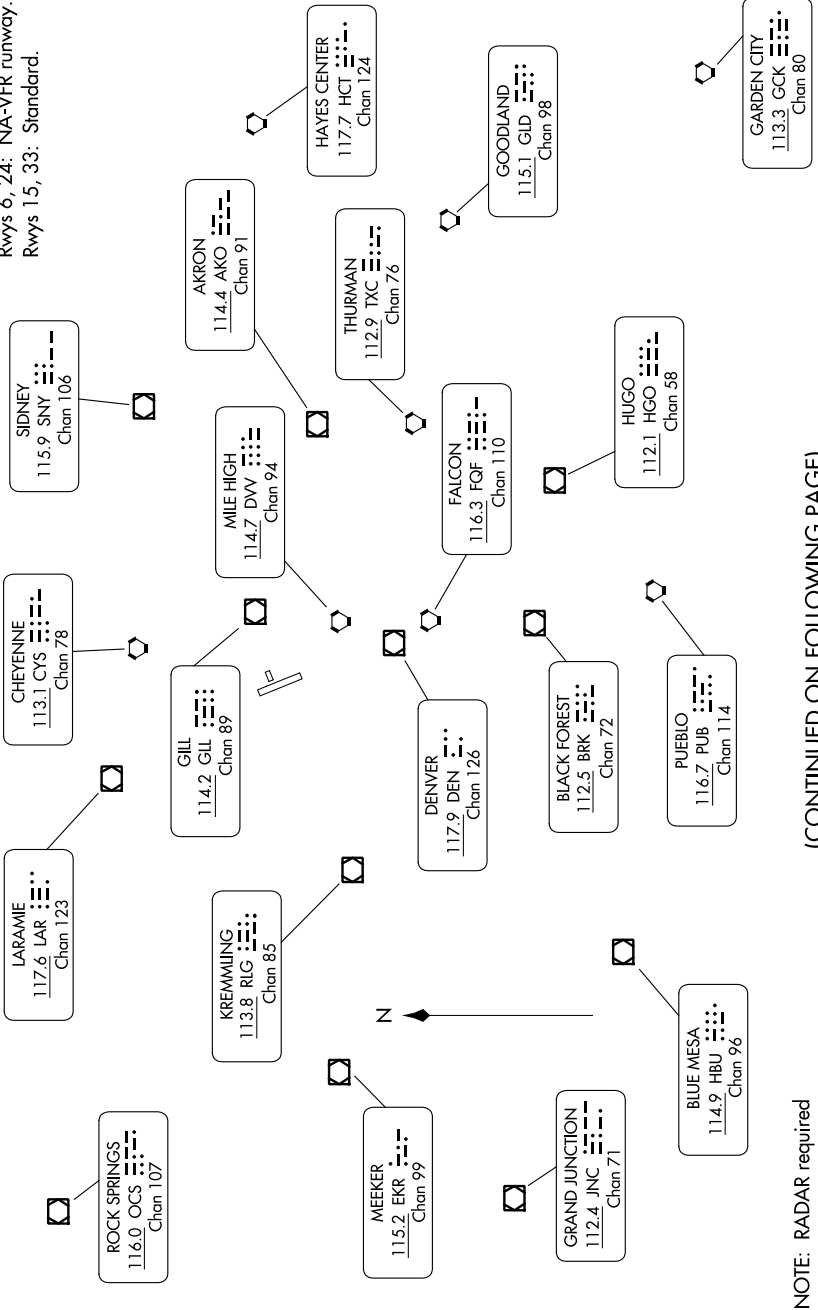 Rwys 6, 24: NA-VFR runway.
Rwys 15, 33: Standard.
ROCK SPRINGS
116.0 OCS
Chan 107
LARAMIE
117.6 LAR
Chan 123
CHEYENNE
113.1 CYS
Chan 78
SIDNEY
115.9 SNY
Chan 106
GILL
114.2 GLL
Chan 89
AKRON
114.4 AKO
Chan 91
HAYES CENTER
117.7 HCT
Chan 124
KREMMLING
113.8 RLG
Chan 85
MILE HIGH
114.7 DVV
Chan 94
THURMAN
112.9 TXC
Chan 76
MEEKER
115.2 EKR
Chan 99
N
DENVER
117.9 DEN
Chan 126
FALCON
116.3 FQF
Chan 110
GOODLAND
115.1 GLD
Chan 98
GRAND JUNCTION
112.4 JNC
Chan 71
BLACK FOREST
112.5 BRK
Chan 72
HUGO
112.1 HGO
Chan 58
BLUE MESA
114.9 HBU
Chan 96
PUEBLO
116.7 PUB
Chan 114
GARDEN CITY
113.3 GCK
Chan 80
NOTE: RADAR required
(CONTINUED ON FOLLOWING PAGE)